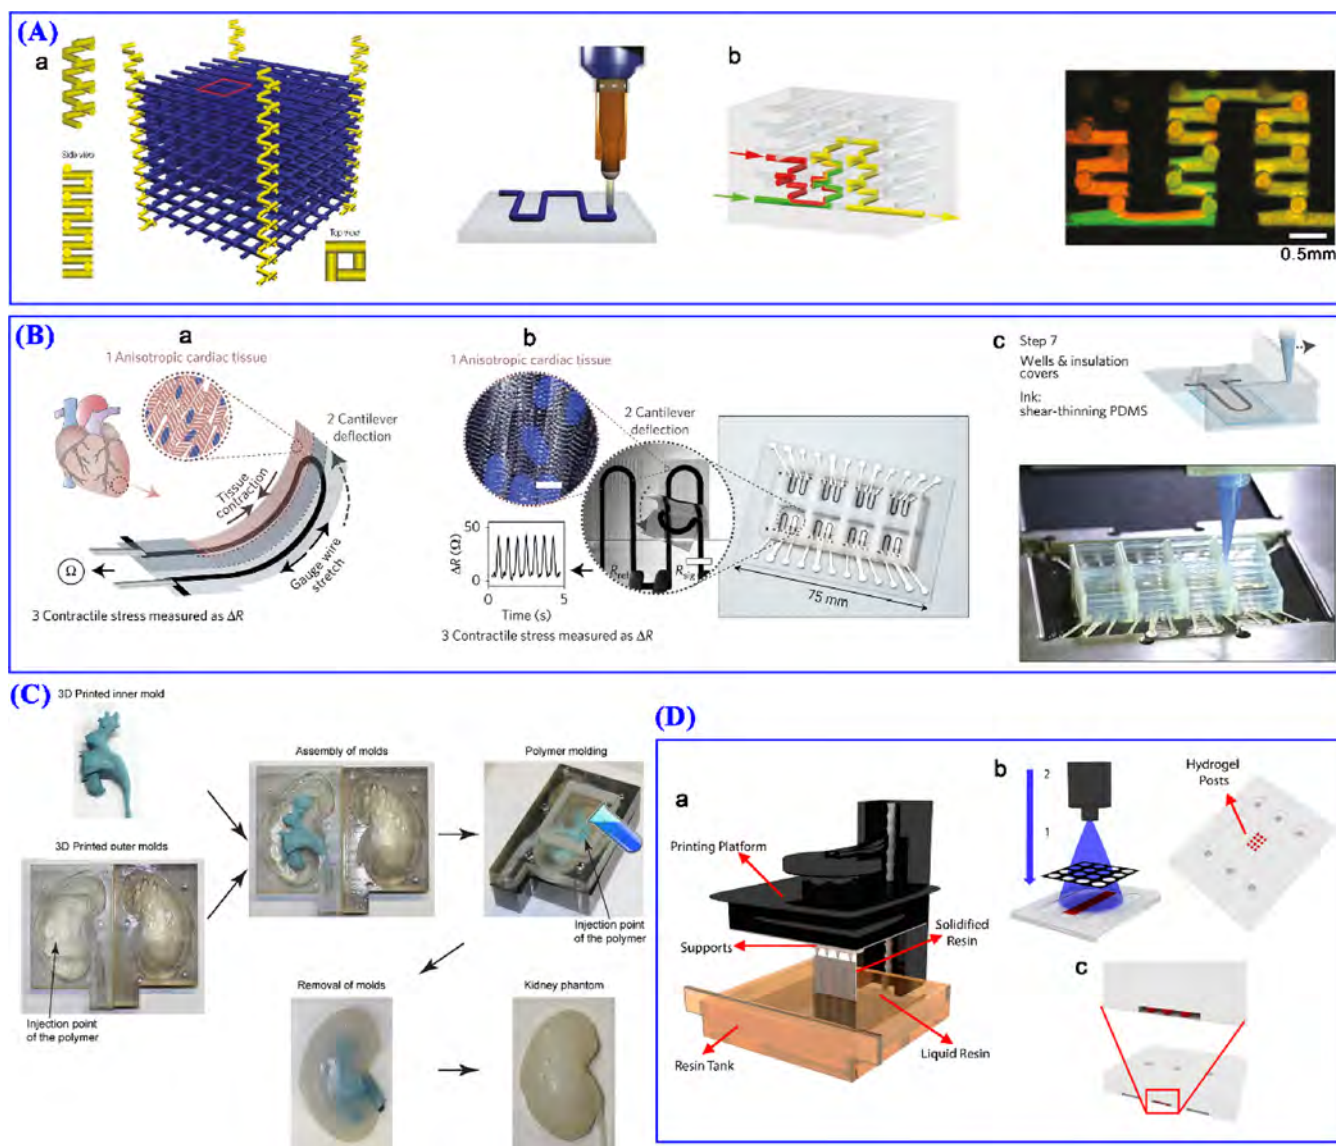 (A)
a
Side view
Top view
b
0.5mm
(B)
a
1 Anisotropic cardiac tissue
2 Cantilever
deflection
Tissue
contraction
Gauge wire
stretch
Ω
3 Contractile stress measured as ΔR
b
1 Anisotropic cardiac tissue
2 Cantilever
deflection
50
0
ΔR (Ω)
0
5
Time (s)
R ref
R sig
75 mm
3 Contractile stress measured as ΔR
c
Step 7
Wells & insulation
covers
Ink:
shear-thinning PDMS
(C)
3D Printed inner mold
3D Printed outer molds
Injection point
of the polymer
Assembly of molds
Polymer molding
Injection point
of the polymer
Removal of molds
Kidney phantom
(D)
a
Printing Platform
Supports
Solidified
Resin
Resin Tank
Liquid Resin
b
2
1
Hydrogel
Posts
c